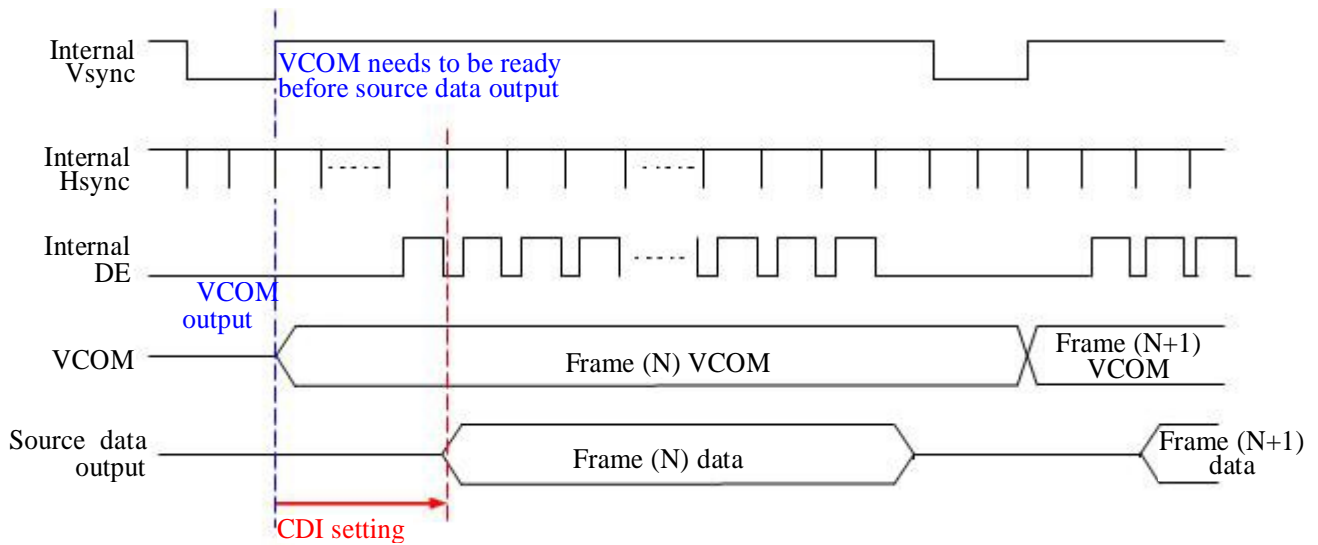 Internal
Vsync
VCOM needs to be ready
before source data output
Internal
Hsync
Internal
DE
VCOM
output
VCOM
Frame (N) VCOM
Frame (N+1)
VCOM
Source data
output
Frame (N) data
Frame (N+1)
data
CDI setting